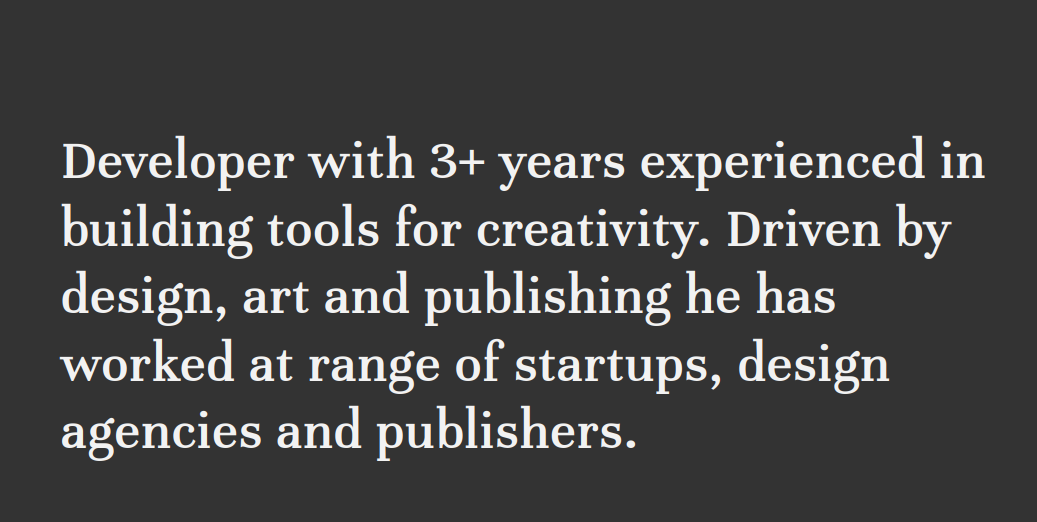 Developer with 3+ years experienced in
building tools for creativity. Driven by
design, art and publishing he has
worked at range of startups, design
agencies and publishers.